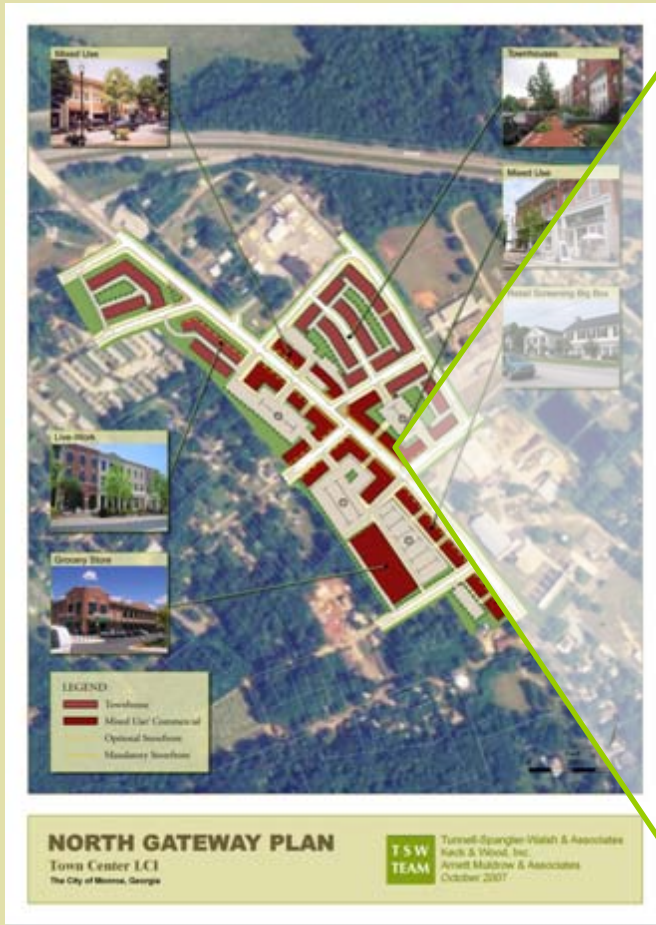 Mixed Use
Townhouses
Mixed Use
Retail Screening Big Box
Live-Work
Grocery Store
LEGEND
Townhouse
Mixed Use/ Commercial
Optional Storefront
Mandatory Storefront
NORTH GATEWAY PLAN
Town Center LCI
The City of Monroe, Georgia
TSW
TEAM
Tunnell-Spangler-Walsh & Associates
Keck & Wood, Inc.
Arnett Muldrow & Associates
October 2007